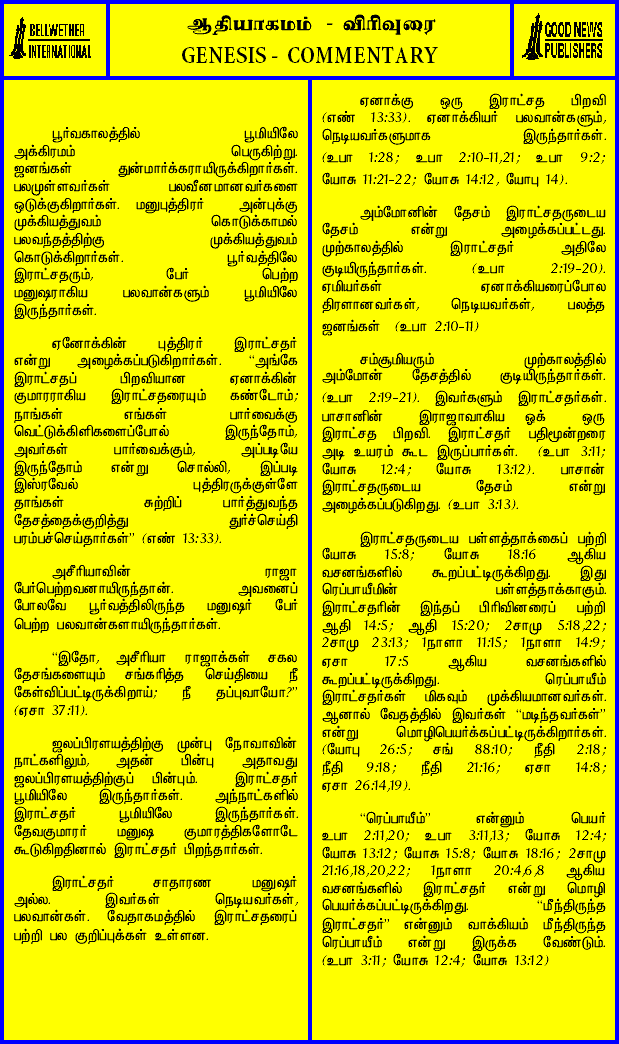 BELLWETHER
INTERNATIONAL
ஆதியாகமம் - விரிவுரை
GENESIS - COMMENTARY
GOOD NEWS
PUBLISHERS
பூர்வகாலத்தில் பூமியிலே
அக்கிரமம் பெருகிற்று.
ஜனங்கள் துன்மார்க்கராயிருக்கிறார்கள்.
பலமுள்ளவர்கள் பலவீனமானவர்களை
ஒடுக்குகிறார்கள். மனுபுத்திரர் அன்புக்கு
முக்கியத்துவம் கொடுக்காமல்
பலவந்தத்திற்கு முக்கியத்துவம்
கொடுக்கிறார்கள். பூர்வத்திலே
இராட்சதரும், பேர் பெற்ற
மனுஷராகிய பலவான்களும் பூமியிலே
இருந்தார்கள்.
ஏனோக்கின் புத்திரர் இராட்சதர்
என்று அழைக்கப்படுகிறார்கள். “அங்கே
இராட்சதப் பிறவியான ஏனாக்கின்
குமாரராகிய இராட்சதரையும் கண்டோம்;
நாங்கள் எங்கள் பார்வைக்கு
வெட்டுக்கிளிகளைப்போல் இருந்தோம்,
அவர்கள் பார்வைக்கும், அப்படியே
இருந்தோம் என்று சொல்லி, இப்படி
இஸ்ரவேல் புத்திரருக்குள்ளே
தாங்கள் சுற்றிப் பார்த்துவந்த
தேசத்தைக்குறித்து துர்ச்செய்தி
பரம்பச்செய்தார்கள்” (எண் 13:33).
அசீரியாவின் ராஜா
பேர்பெற்றவனாயிருந்தான். அவனைப்
போலவே பூர்வத்திலிருந்த மனுஷர் பேர்
பெற்ற பலவான்களாயிருந்தார்கள்.
“இதோ, அசீரியா ராஜாக்கள் சகல
தேசங்களையும் சங்கரித்த செய்தியை நீ
கேள்விப்பட்டிருக்கிறாய்; நீ தப்புவாயோ?”
(ஏசா 37:11).
ஜலப்பிரளயத்திற்கு முன்பு நோவாவின்
நாட்களிலும், அதன் பின்பு அதாவது
ஜலப்பிரளயத்திற்குப் பின்பும். இராட்சதர்
பூமியிலே இருந்தார்கள். அந்நாட்களில்
இராட்சதர் பூமியிலே இருந்தார்கள்.
தேவகுமாரர் மனுஷ குமாரத்திகளோடே
கூடுகிறதினால் இராட்சதர் பிறந்தார்கள்.
இராட்சதர் சாதாரண மனுஷர்
அல்ல. இவர்கள் நெடியவர்கள்,
பலவான்கள். வேதாகமத்தில் இராட்சதரைப்
பற்றி பல குறிப்புக்கள் உள்ளன.
ஏனாக்கு ஒரு இராட்சத பிறவி
(எண் 13:33). ஏனாக்கியர் பலவான்களும்,
நெடியவர்களுமாக இருந்தார்கள்.
(உபா 1:28; உபா 2:10-11,21; உபா 9:2;
யோசு 11:21-22; யோசு 14:12, யோபு 14).
அம்மோனின் தேசம் இராட்சதருடைய
தேசம் என்று அழைக்கப்பட்டது.
முற்காலத்தில் இராட்சதர் அதிலே
குடியிருந்தார்கள். (உபா 2:19-20).
ஏமியர்கள் ஏனாக்கியரைப்போல
திரளானவர்கள், நெடியவர்கள், பலத்த
ஜனங்கள் (உபா 2:10-11)
சம்சூமியரும் முற்காலத்தில்
அம்மோன் தேசத்தில் குடியிருந்தார்கள்.
(உபா 2:19-21). இவர்களும் இராட்சதர்கள்.
பாசானின் இராஜாவாகிய ஒக் ஒரு
இராட்சத பிறவி. இராட்சதர் பதிமூன்றரை
அடி உயரம் கூட இருப்பார்கள். (உபா 3:11;
யோசு 12:4; யோசு 13:12). பாசான்
இராட்சதருடைய தேசம் என்று
அழைக்கப்படுகிறது. (உபா 3:13).
இராட்சதருடைய பள்ளத்தாக்கைப் பற்றி
யோசு 15:8; யோசு 18:16 ஆகிய
வசனங்களில் கூறப்பட்டிருக்கிறது. இது
ரெப்பாயீமின் பள்ளத்தாக்காகும்.
இராட்சதரின் இந்தப் பிரிவினரைப் பற்றி
ஆதி 14:5; ஆதி 15:20; 2சாமு 5:18,22;
2சாமு 23:13; 1நாளா 11:15; 1நாளா 14:9;
ஏசா 17:5 ஆகிய வசனங்களில்
கூறப்பட்டிருக்கிறது. ரெப்பாயீம்
இராட்சதர்கள் மிகவும் முக்கியமானவர்கள்.
ஆனால் வேதத்தில் இவர்கள் “மடிந்தவர்கள்”
என்று மொழிபெயர்க்கப்பட்டிருக்கிறார்கள்.
(யோபு 26:5; சங் 88:10; நீதி 2:18;
நீதி 9:18; நீதி 21:16; ஏசா 14:8;
ஏசா 26:14,19).
“ரெப்பாயீம்” என்னும் பெயர்
உபா 2:11,20; உபா 3:11,13; யோசு 12:4;
யோசு 13:12; யோசு 15:8; யோசு 18:16; 2சாமு
21:16,18,20,22; 1நாளா 20:4,6,8 ஆகிய
வசனங்களில் இராட்சதர் என்று மொழி
பெயர்க்கப்பட்டிருக்கிறது. “மீந்திருந்த
இராட்சதர்” என்னும் வாக்கியம் மீந்திருந்த
ரெப்பாயீம் என்று இருக்க வேண்டும்.
(உபா 3:11; யோசு 12:4; யோசு 13:12)